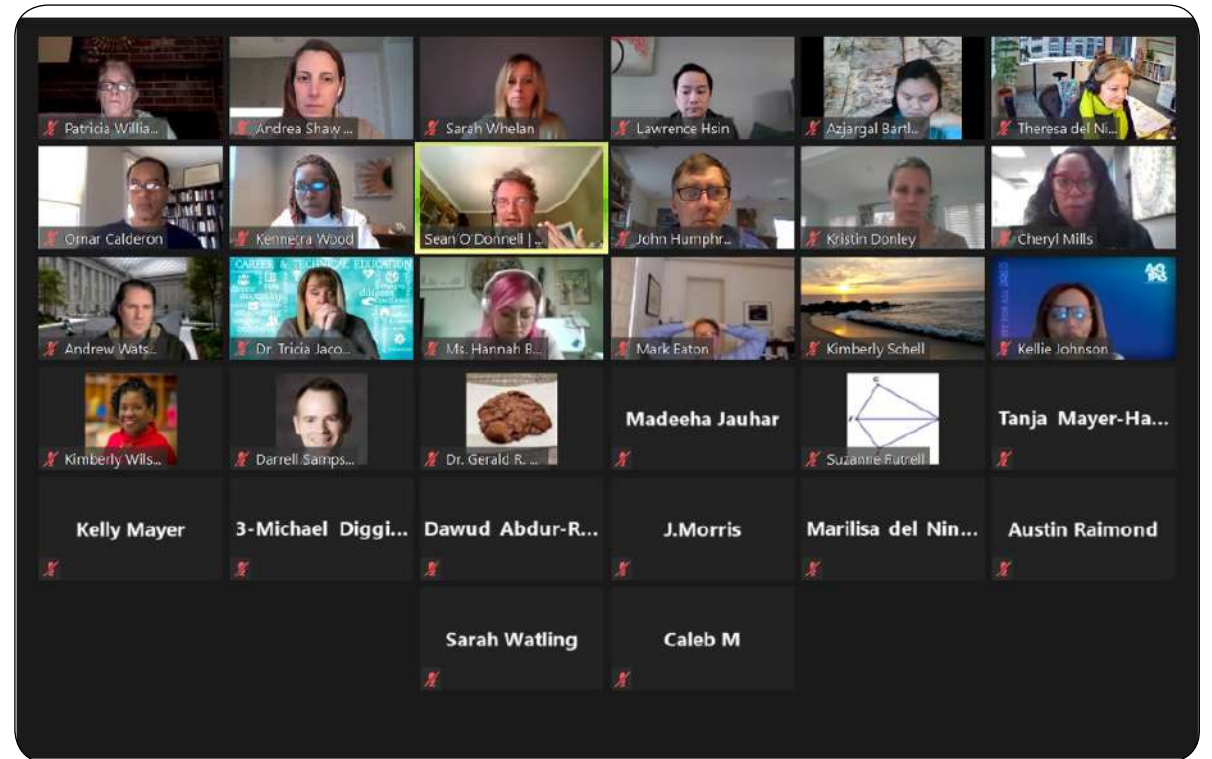 Patricia Willia...
Andrea Shaw ...
Sarah Whelan
Lawrence Hsin
Azjargal Bartl...
Theresa del Ni...
Omar Calderon
Kennetra Wood
Sean O'Donnell | ...
John Humphr...
Kristin Donley
Cheryl Mills
Andrew Wats...
CAREER & TECHNICAL EDUCATION
Dr. Tricia Jaco...
Ms. Hannah B...
Mark Eaton
Kimberly Schell
Kellie Johnson
Kimberly Wils...
Darrell Samps...
Dr. Gerald R. ...
Madeeha Jauhar
Suzanne Futrell
Tanja Mayer-Ha...
Kelly Mayer
3-Michael Diggi...
Dawud Abdur-R...
J.Morris
Marilisa del Nin...
Austin Raimond
Sarah Watling
Caleb M